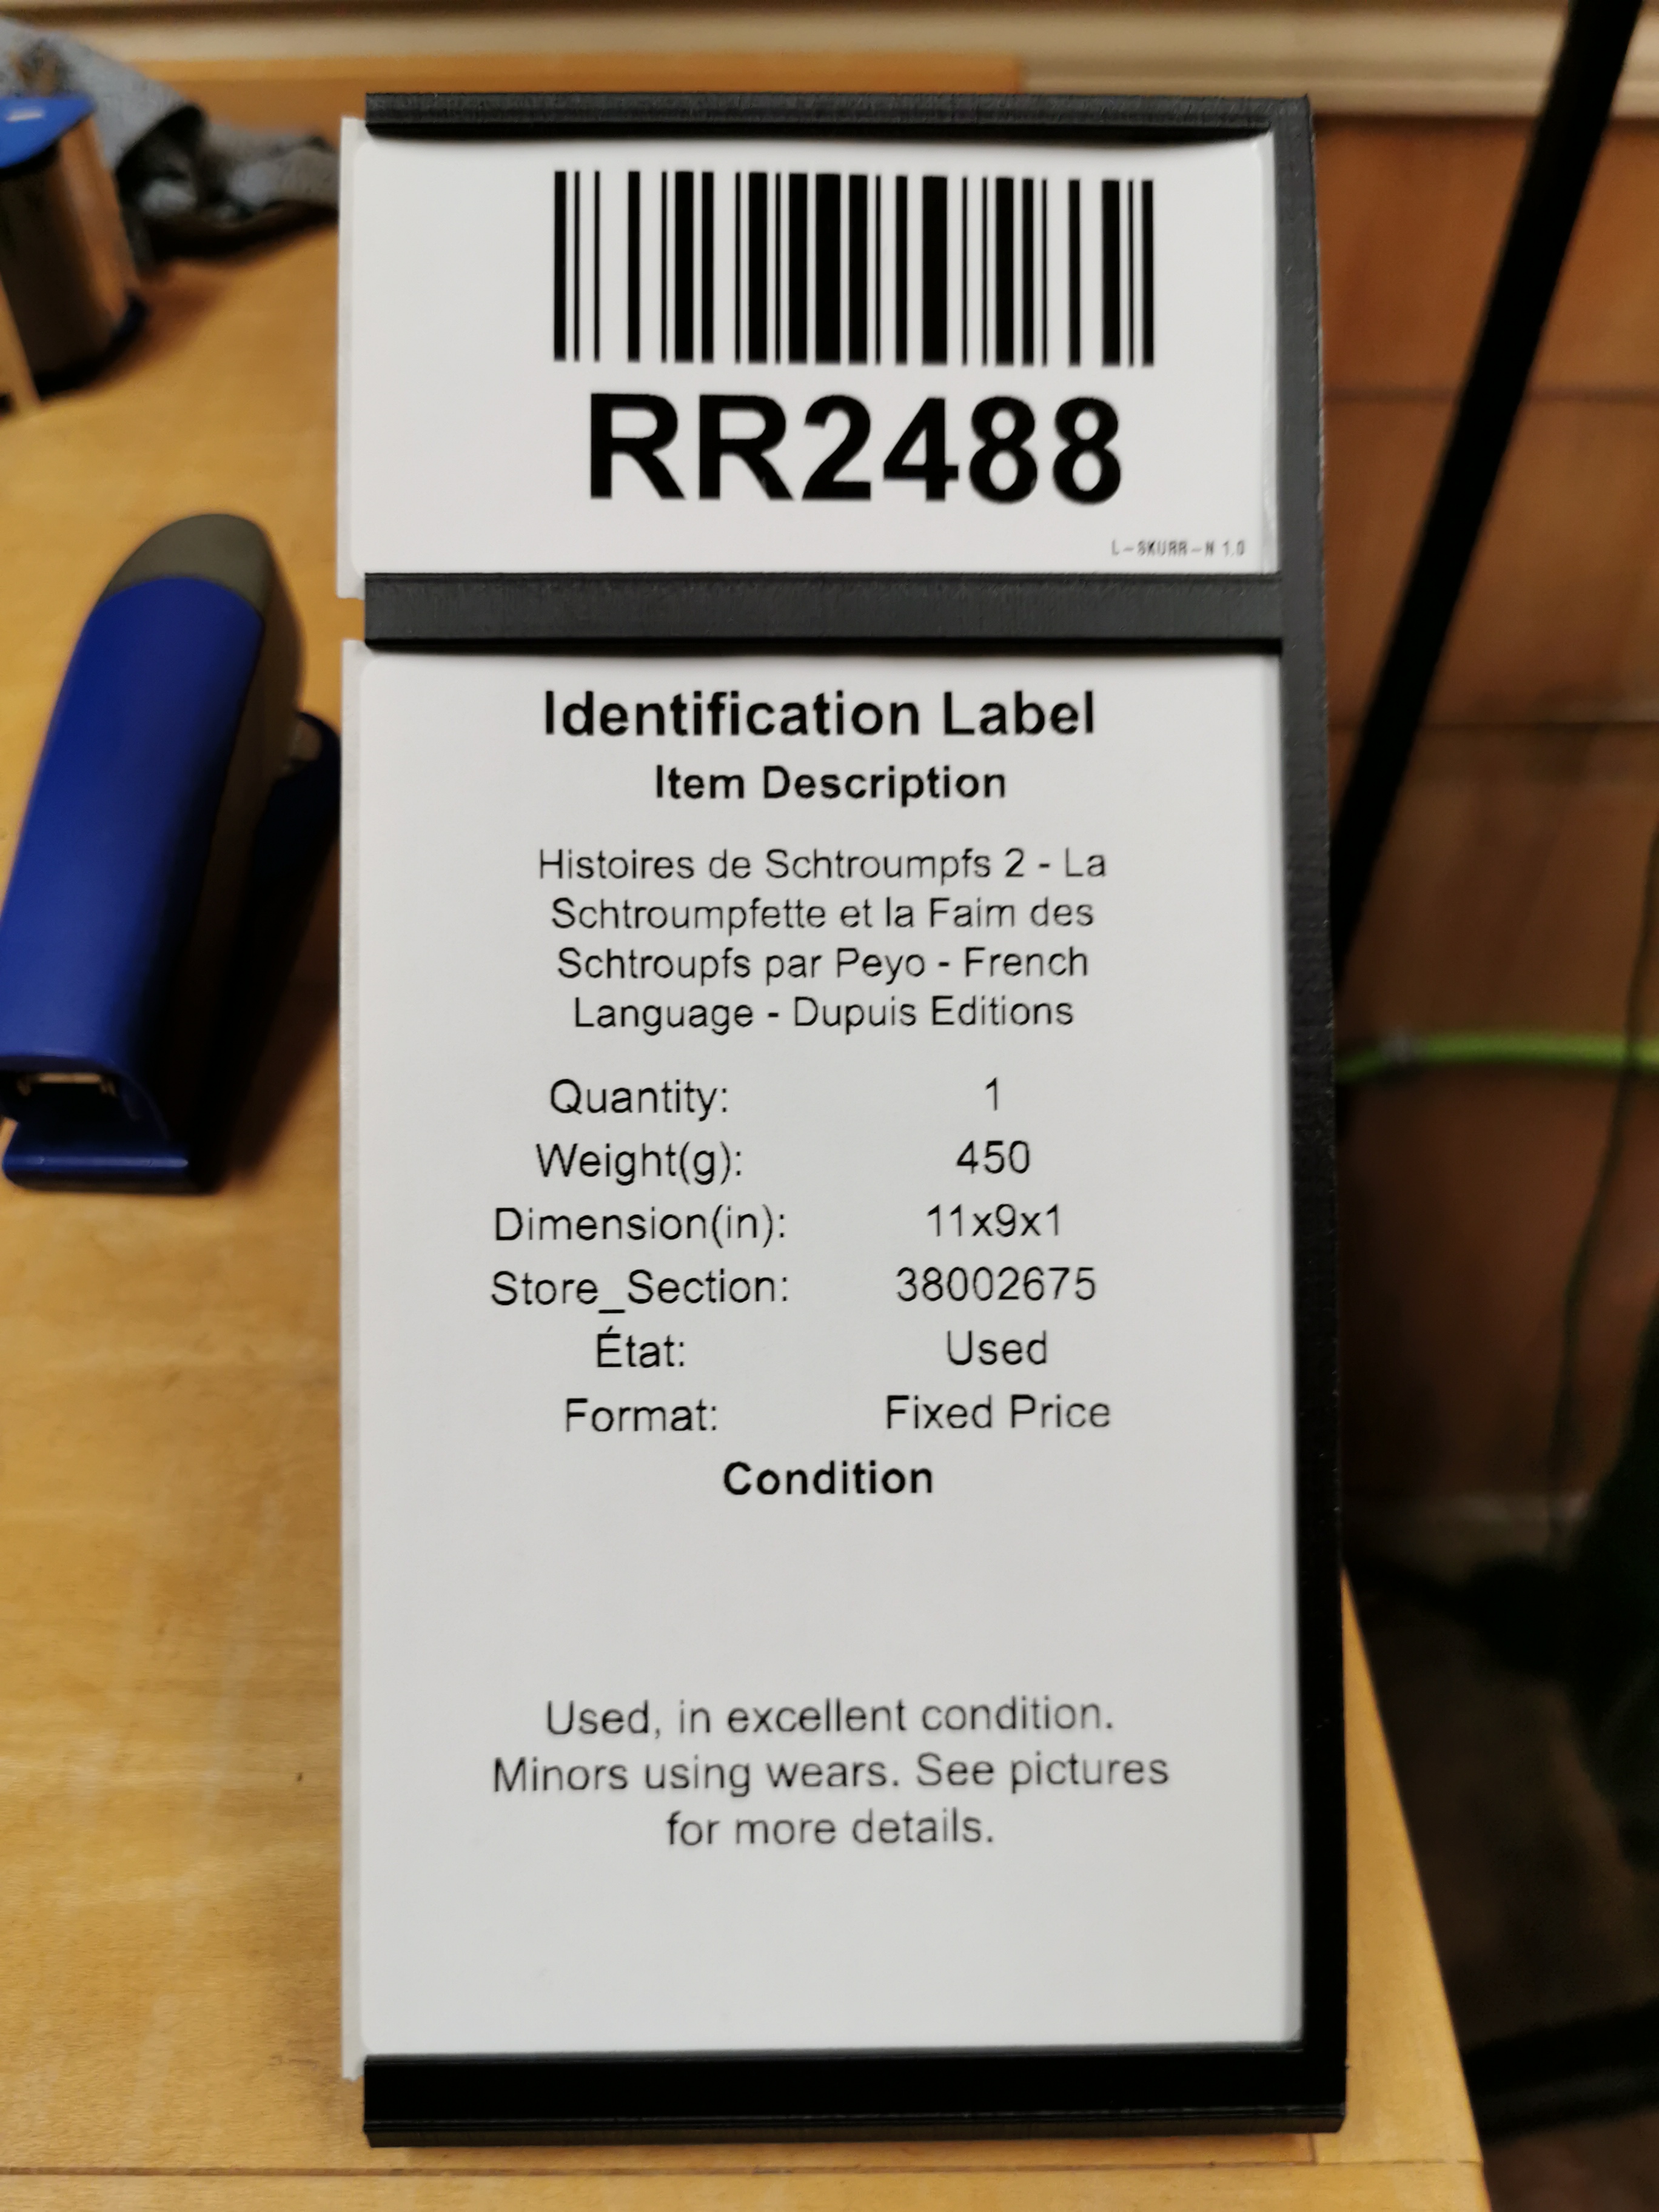 RR2488
L-SKURR-N 1.0
Identification Label
Item Description
Histoires de Schtroumpfs 2 - La
Schtroumpfette et la Faim des
Schtroupfs par Peyo - French
Language - Dupuis Editions
Quantity: 1
Weight(g): 450
Dimension(in): 11x9x1
Store_Section: 38002675
État: Used
Format: Fixed Price
Condition
Used, in excellent condition.
Minors using wears. See pictures
for more details.